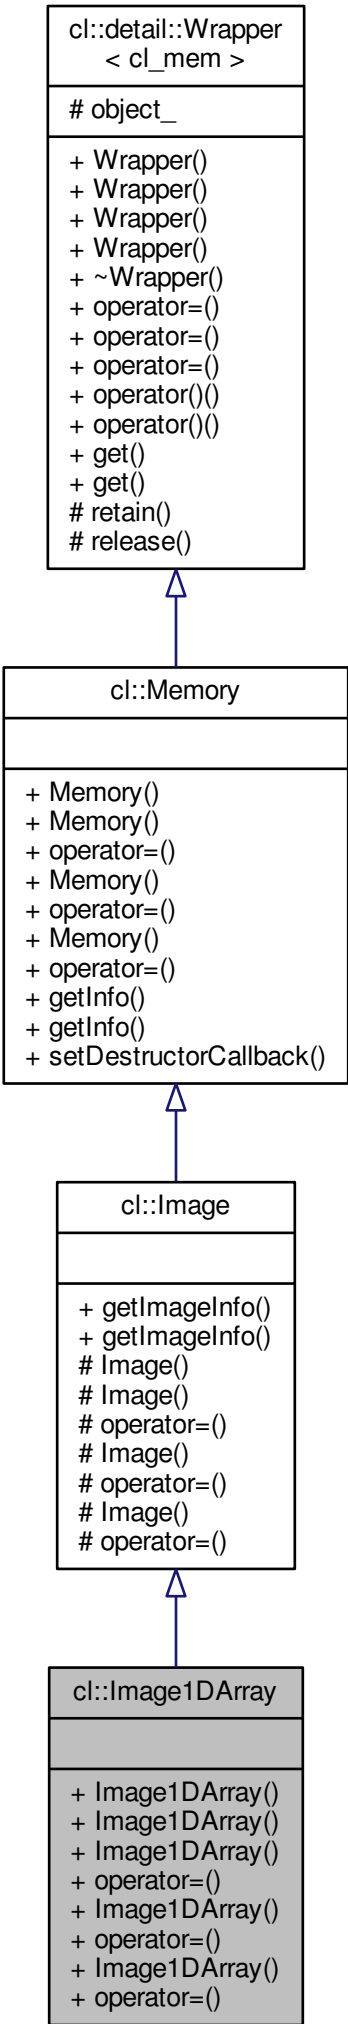 cl::detail::Wrapper
< cl_mem >
# object_
+ Wrapper()
+ Wrapper()
+ Wrapper()
+ Wrapper()
+ ~Wrapper()
+ operator=()
+ operator=()
+ operator=()
+ operator()()
+ operator()()
+ get()
+ get()
# retain()
# release()
cl::Memory
+ Memory()
+ Memory()
+ operator=()
+ Memory()
+ operator=()
+ Memory()
+ operator=()
+ getInfo()
+ getInfo()
+ setDestructorCallback()
cl::Image
+ getImageInfo()
+ getImageInfo()
# Image()
# Image()
# operator=()
# Image()
# operator=()
# Image()
# operator=()
cl::Image1DArray
+ Image1DArray()
+ Image1DArray()
+ Image1DArray()
+ operator=()
+ Image1DArray()
+ operator=()
+ Image1DArray()
+ operator=()